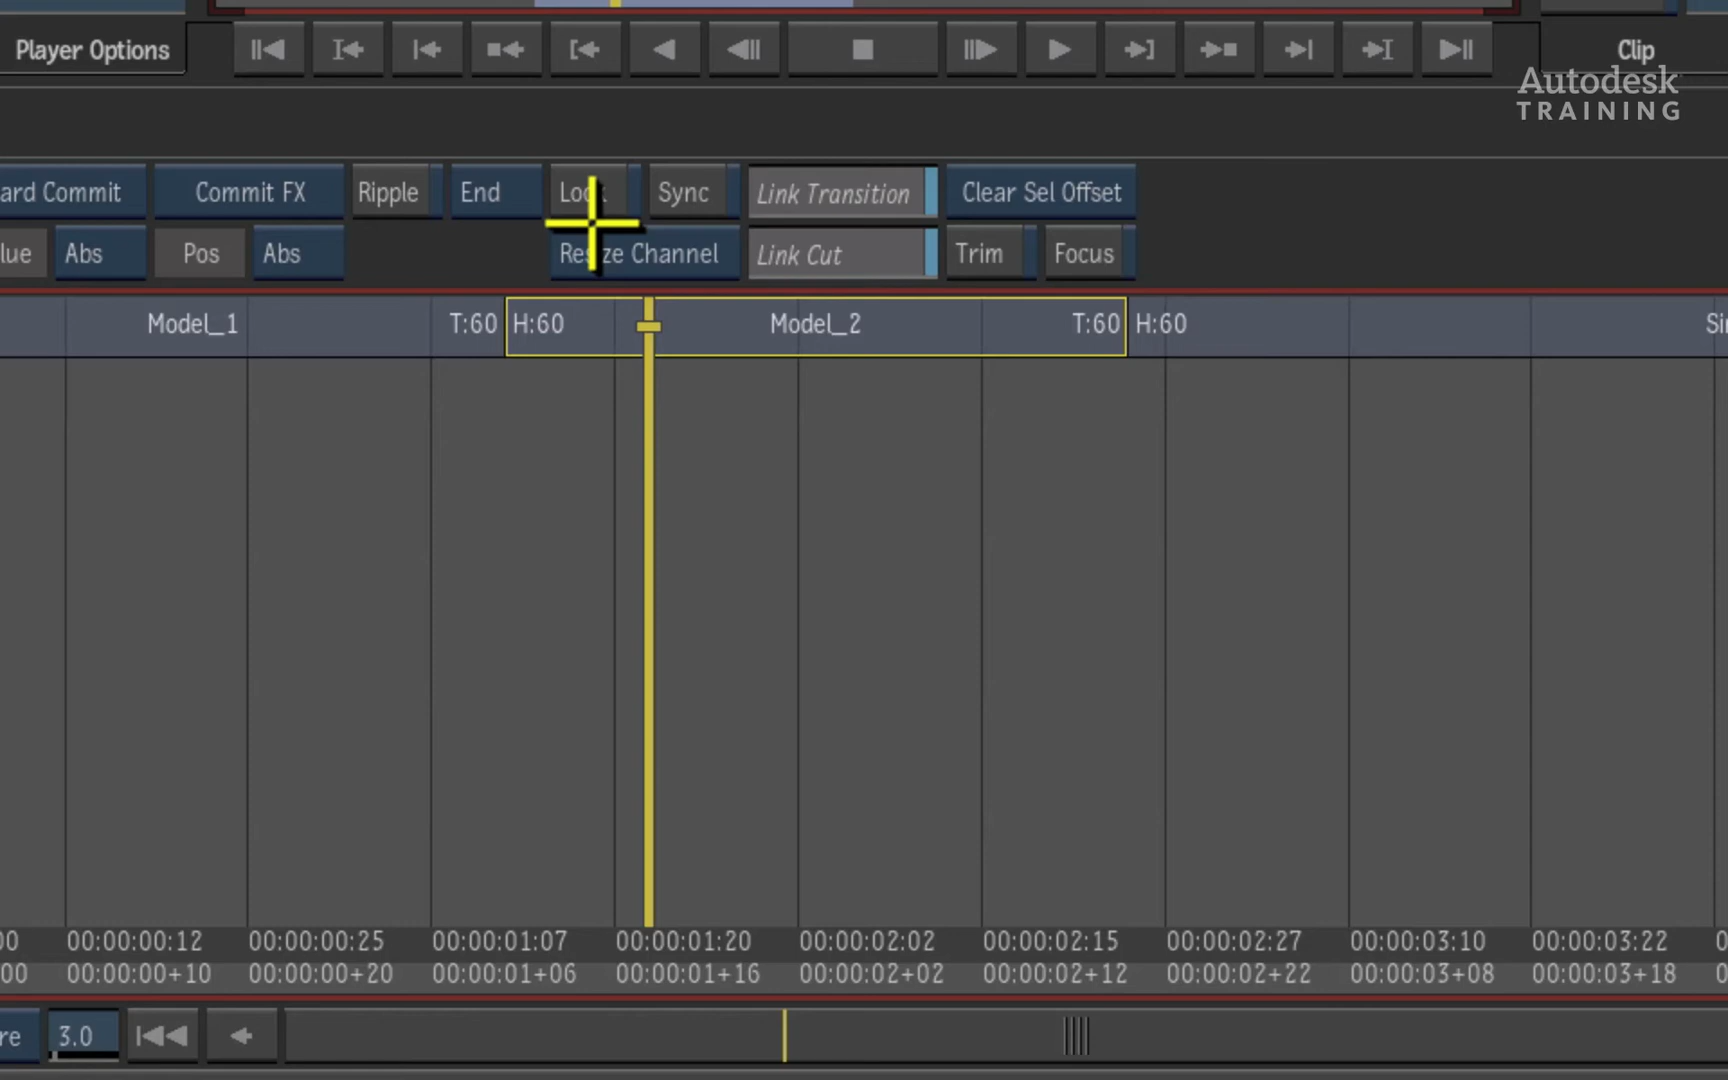 Player Options
Clip
Autodesk
TRAINING
ard Commit
Commit FX
Ripple
End
Lock
Sync
Link Transition
Clear Sel Offset
lue
Abs
Pos
Abs
Resize Channel
Link Cut
Trim
Focus
Model_1
T:60
H:60
Model_2
T:60
H:60
00:00:00:12 00:00:00:25 00:00:01:07 00:00:01:20 00:00:02:02 00:00:02:15 00:00:02:27 00:00:03:10 00:00:03:22
00:00:00+10 00:00:00+20 00:00:01+06 00:00:01+16 00:00:02+02 00:00:02+12 00:00:02+22 00:00:03+08 00:00:03+18
re
3.0